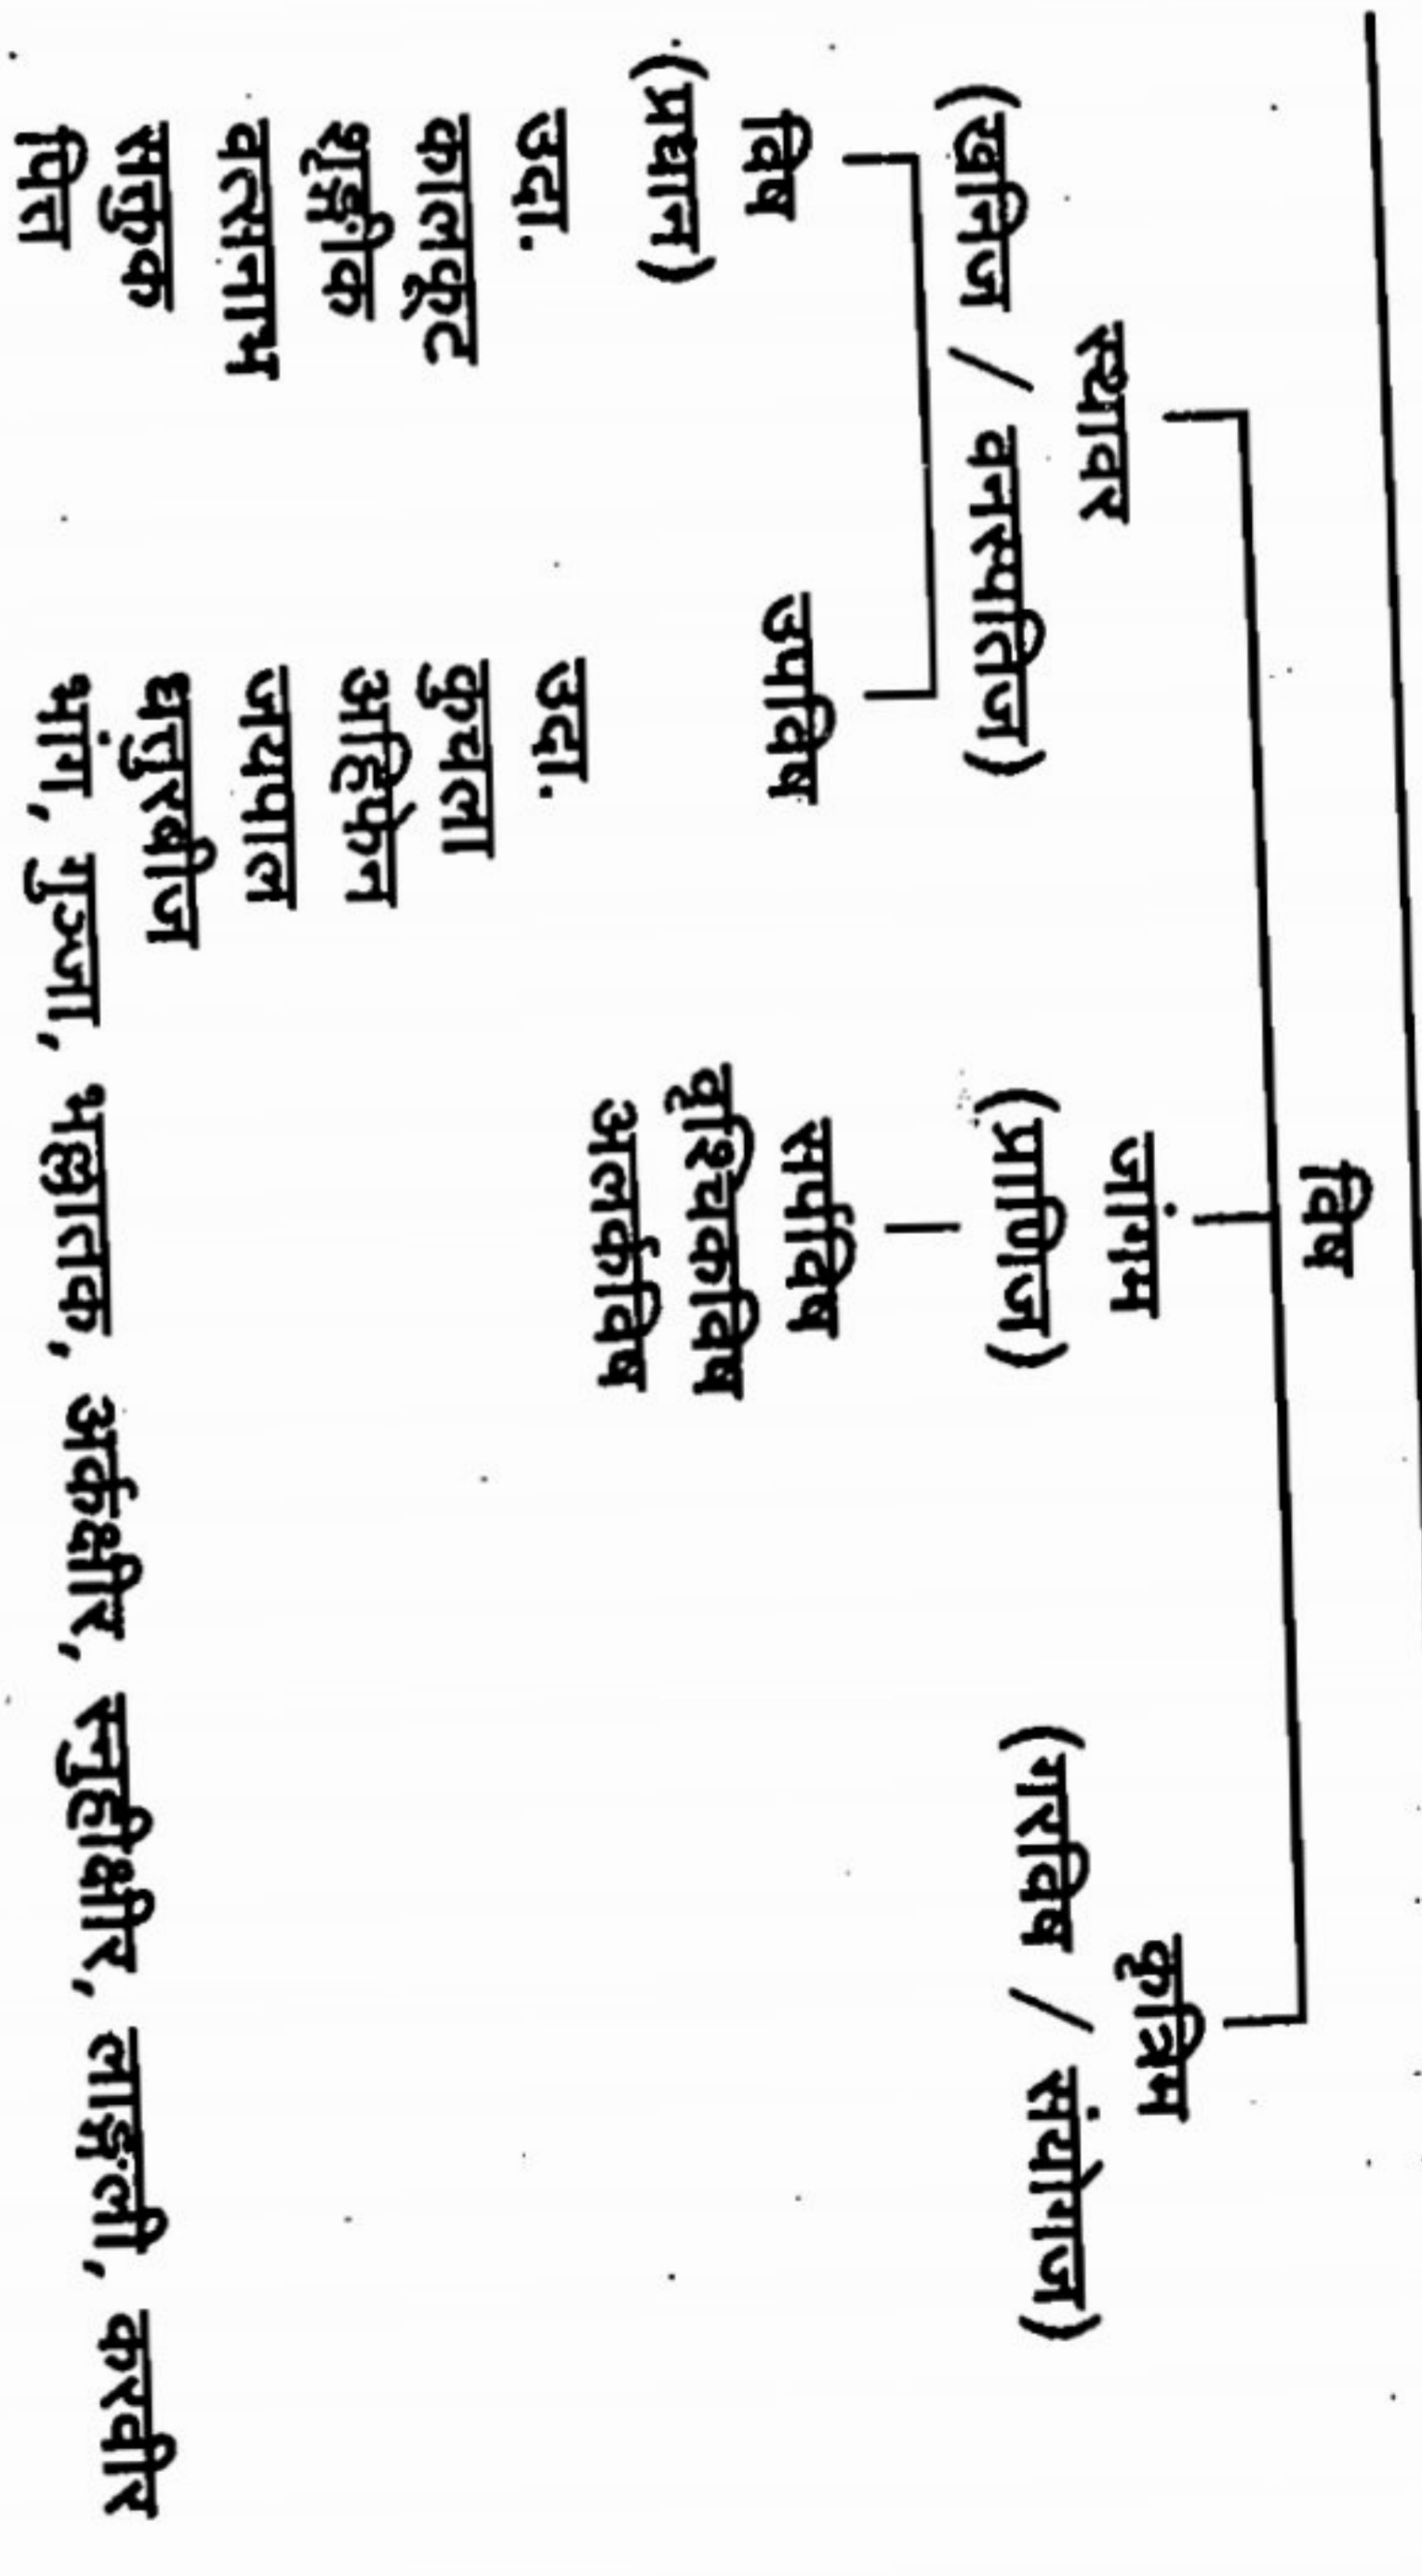 विष
स्थावर जांगम कृत्रिम
(खनिज / वनस्पतिज) (प्राणिज) (गरविष / संयोगज)
विष उपविष सर्पविष
(प्रधान) वृश्चिकविष
अलर्कविष
उदा. उदा.
कालकूट कुचला
शृङ्गीक अहिफेन
वत्सनाभ जयपाल
सक्तुक धत्तुरबीज
पित्त भांग, गुञ्जा, भल्लातक, अर्कक्षीर, स्नुहीक्षीर, लाङ्गली, करवीर